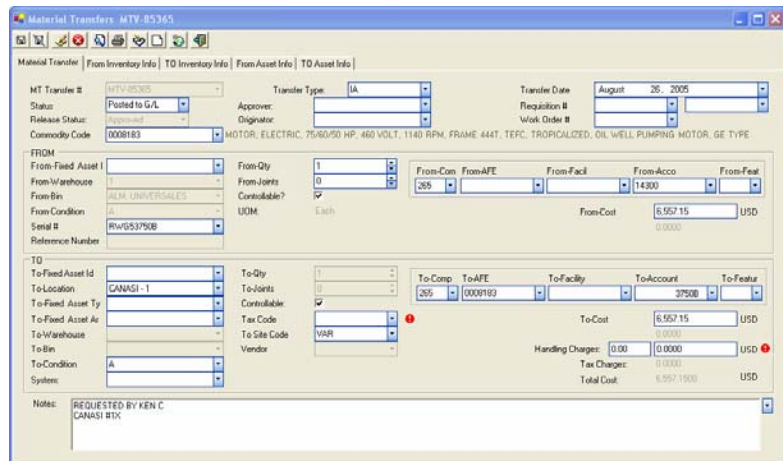 Material Transfers MTV-85365
Material Transfer From Inventory Info TO Inventory Info From Asset Info TO Asset Info
MT Transfer # MTV-85365 Transfer Type: IA Transfer Date August 26, 2005
Status Posted to G/L Approver: Requisition #
Release Status: Approved Originator: Work Order #
Commodity Code 0008183 MOTOR, ELECTRIC, 75/60/50 HP, 460 VOLT, 1140 RPM, FRAME 444T, TEFC, TROPICALIZED, OIL WELL PUMPING MOTOR, GE TYPE
FROM
From-Fixed Asset I From-Qty 1 From-Com From-AFE From-Facil From-Acco From-Feat
From-Warehouse 1 From-Joints 0 265 14300
From-Bin ALM, UNIVERSALES Controllable?
From Condition A UOM: Each From-Cost 6,557.15 USD
Serial # RWG53750B 0.0000
Reference Number
TO
To-Fixed Asset Id To-Qty 1 To-Comp To-AFE To-Facility To-Account To-Featur
To-Location CANASI - 1 To-Joints 0 265 0008183 3750B
To-Fixed Asset Ty Controllable:
To-Fixed Asset Ac Tax Code To-Cost 6,557.15 USD
To-Warehouse To Site Code VAR 0.0000
To-Bin Vendor Handling Charges: 0.00 0.0000 USD
To-Condition A Tax Charges: 0.0000
System: Total Cost: 6,557.1500 USD
Notes: REQUESTED BY KEN C
CANASI #1X